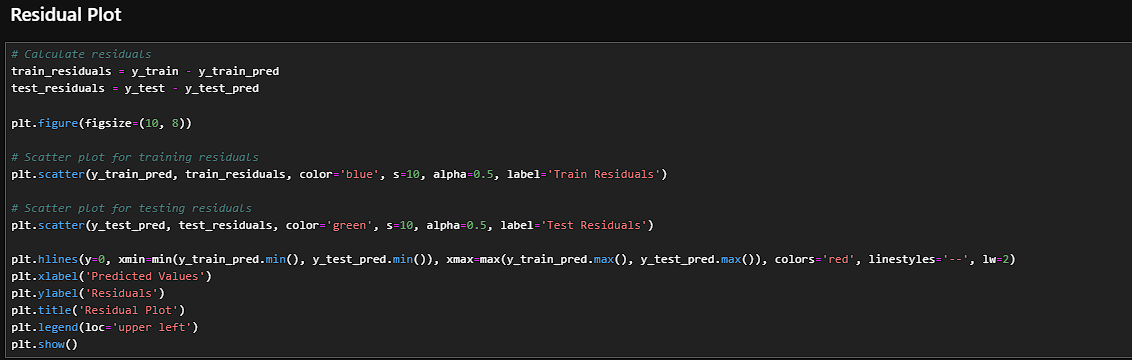 Residual Plot
# Calculate residuals
train_residuals = y_train - y_train_pred
test_residuals = y_test - y_test_pred
plt.figure(figsize=(10, 8))
# Scatter plot for training residuals
plt.scatter(y_train_pred, train_residuals, color='blue', s=10, alpha=0.5, label='Train Residuals')
# Scatter plot for testing residuals
plt.scatter(y_test_pred, test_residuals, color='green', s=10, alpha=0.5, label='Test Residuals')
plt.hlines(y=0, xmin=min(y_train_pred.min(), y_test_pred.min()), xmax=max(y_train_pred.max(), y_test_pred.max()), colors='red', linestyles='--', lw=2)
plt.xlabel('Predicted Values')
plt.ylabel('Residuals')
plt.title('Residual Plot')
plt.legend(loc='upper left')
plt.show()